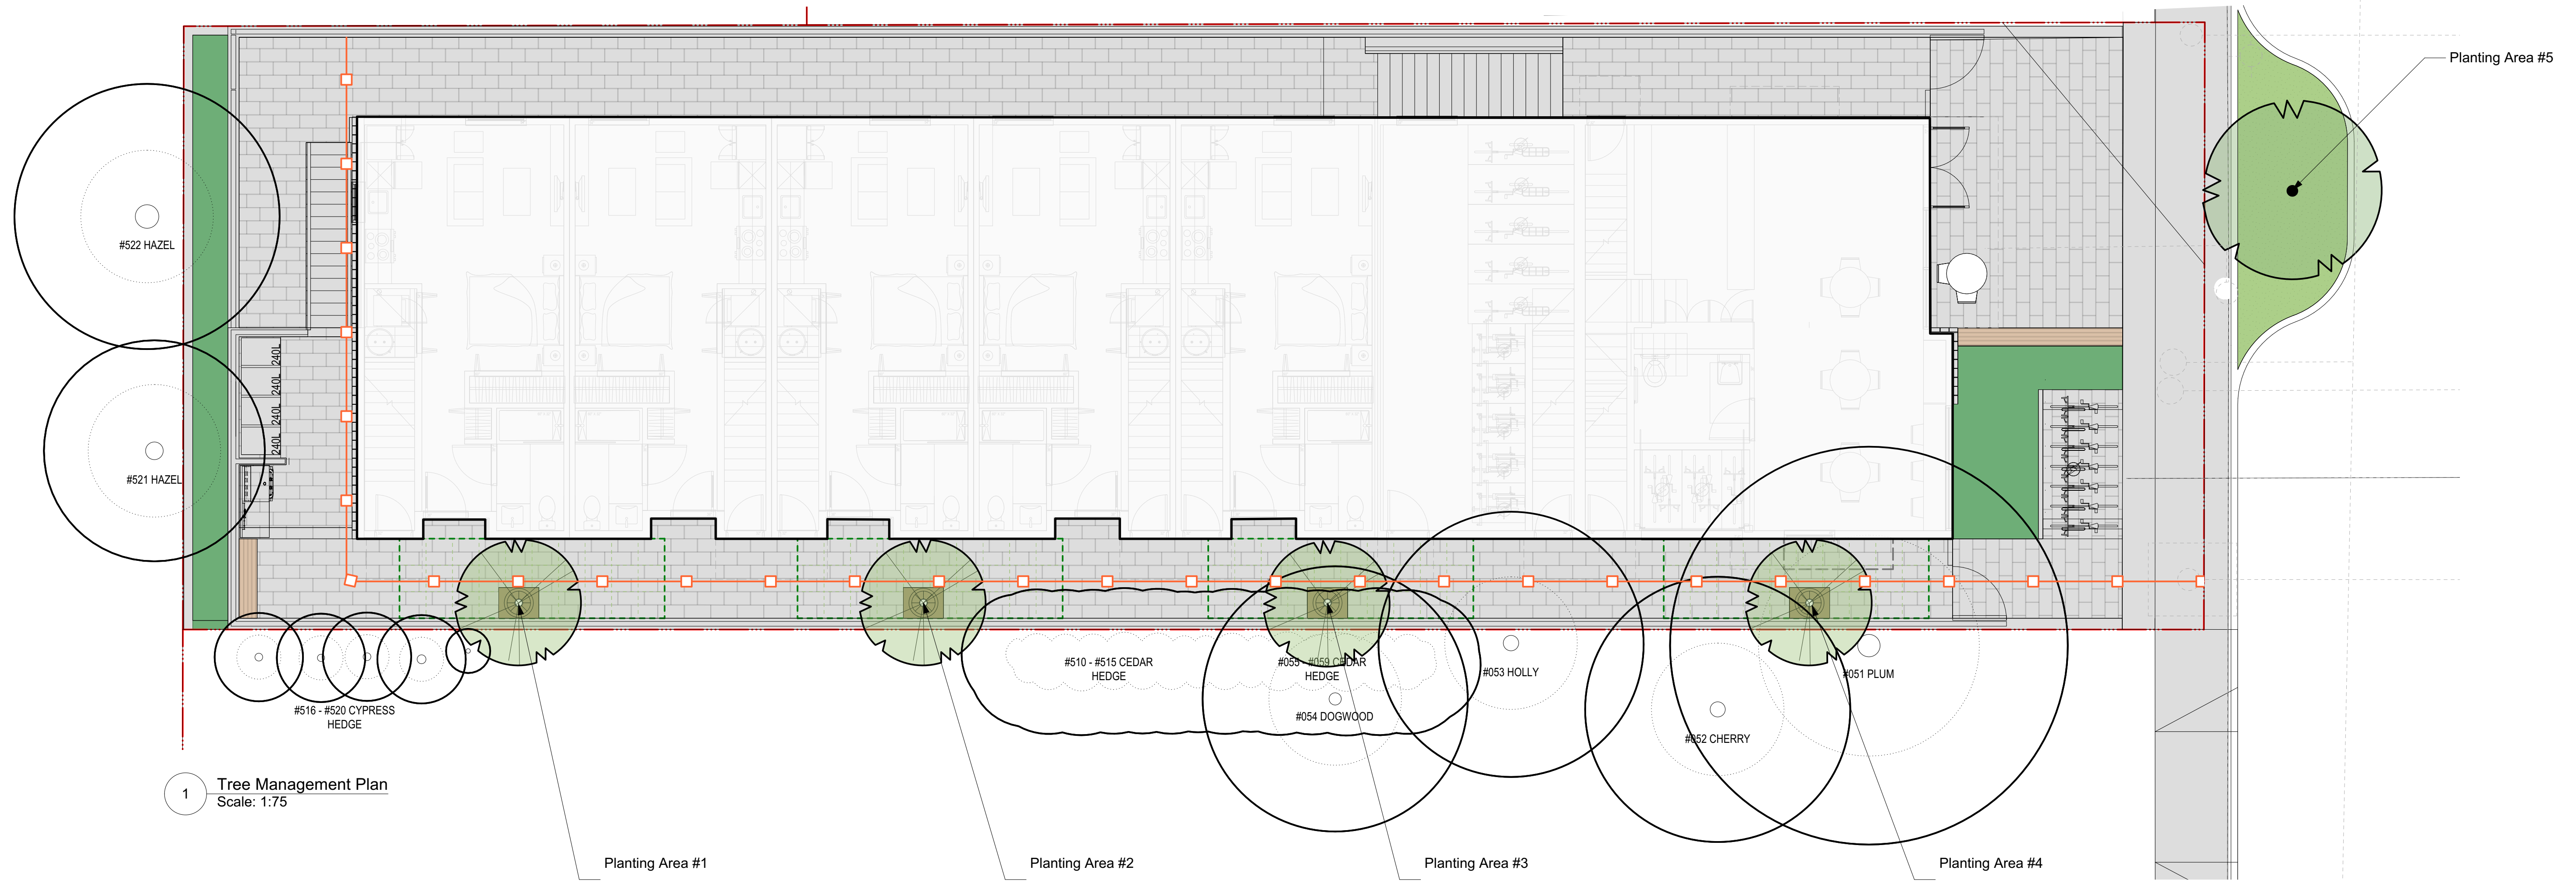 Planting Area #5
#522 HAZEL
240L
240L
240L
240L
#521 HAZEL
#510 - #515 CEDAR
HEDGE
#055 - #059 CEDAR
HEDGE
#053 HOLLY
#051 PLUM
#516 - #520 CYPRESS
HEDGE
#054 DOGWOOD
#052 CHERRY
1
Tree Management Plan
Scale: 1:75
Planting Area #1
Planting Area #2
Planting Area #3
Planting Area #4